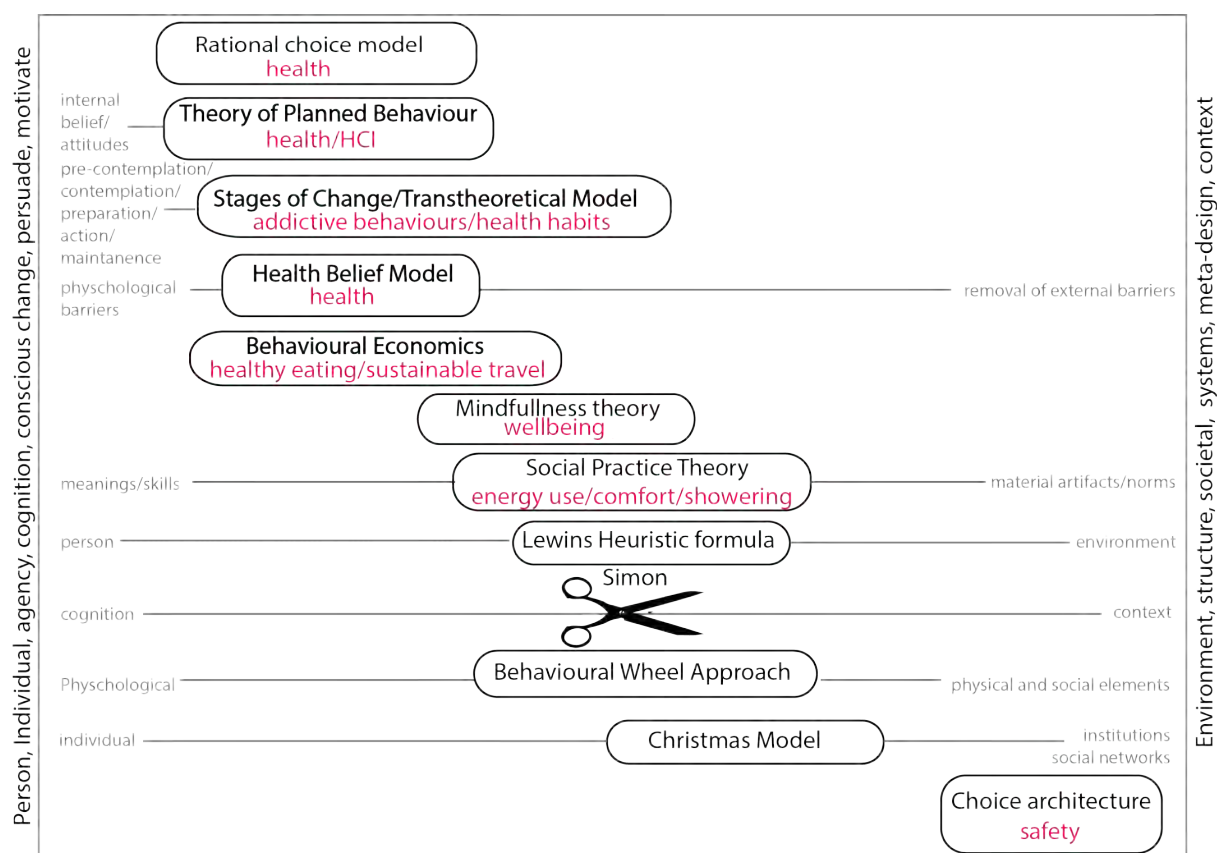 Person, Individual, agency, cognition, conscious change, persuade, motivate
Rational choice model
health
internal
belief/
attitudes
Theory of Planned Behaviour
health/HCI
pre-contemplation/
contemplation/
preparation/
action/
maintanence
Stages of Change/Transtheoretical Model
addictive behaviours/health habits
physchological
barriers
Health Belief Model
health
removal of external barriers
Behavioural Economics
healthy eating/sustainable travel
Mindfullness theory
wellbeing
meanings/skills
Social Practice Theory
energy use/comfort/showering
material artifacts/norms
person
Lewins Heuristic formula
environment
Simon
cognition
context
Physchological
Behavioural Wheel Approach
physical and social elements
individual
Christmas Model
institutions
social networks
Choice architecture
safety
Environment, structure, societal, systems, meta-design, context